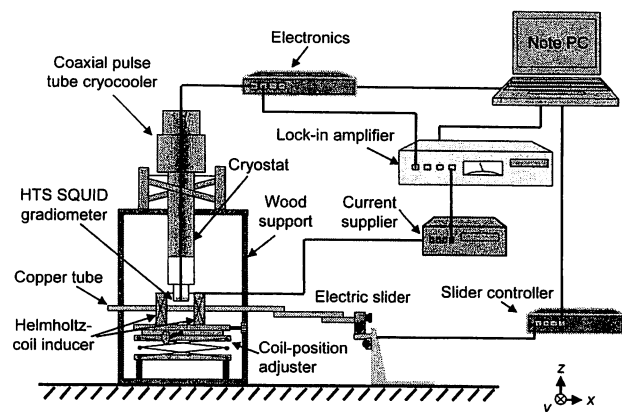 Electronics
Coaxial pulse
tube cryocooler
Note PC
Lock-in amplifier
Cryostat
HTS SQUID
gradiometer
Wood
support
Current
supplier
Copper tube
Electric slider
Slider controller
Helmholtz-
coil inducer
Coil-position
adjuster
z
y
x